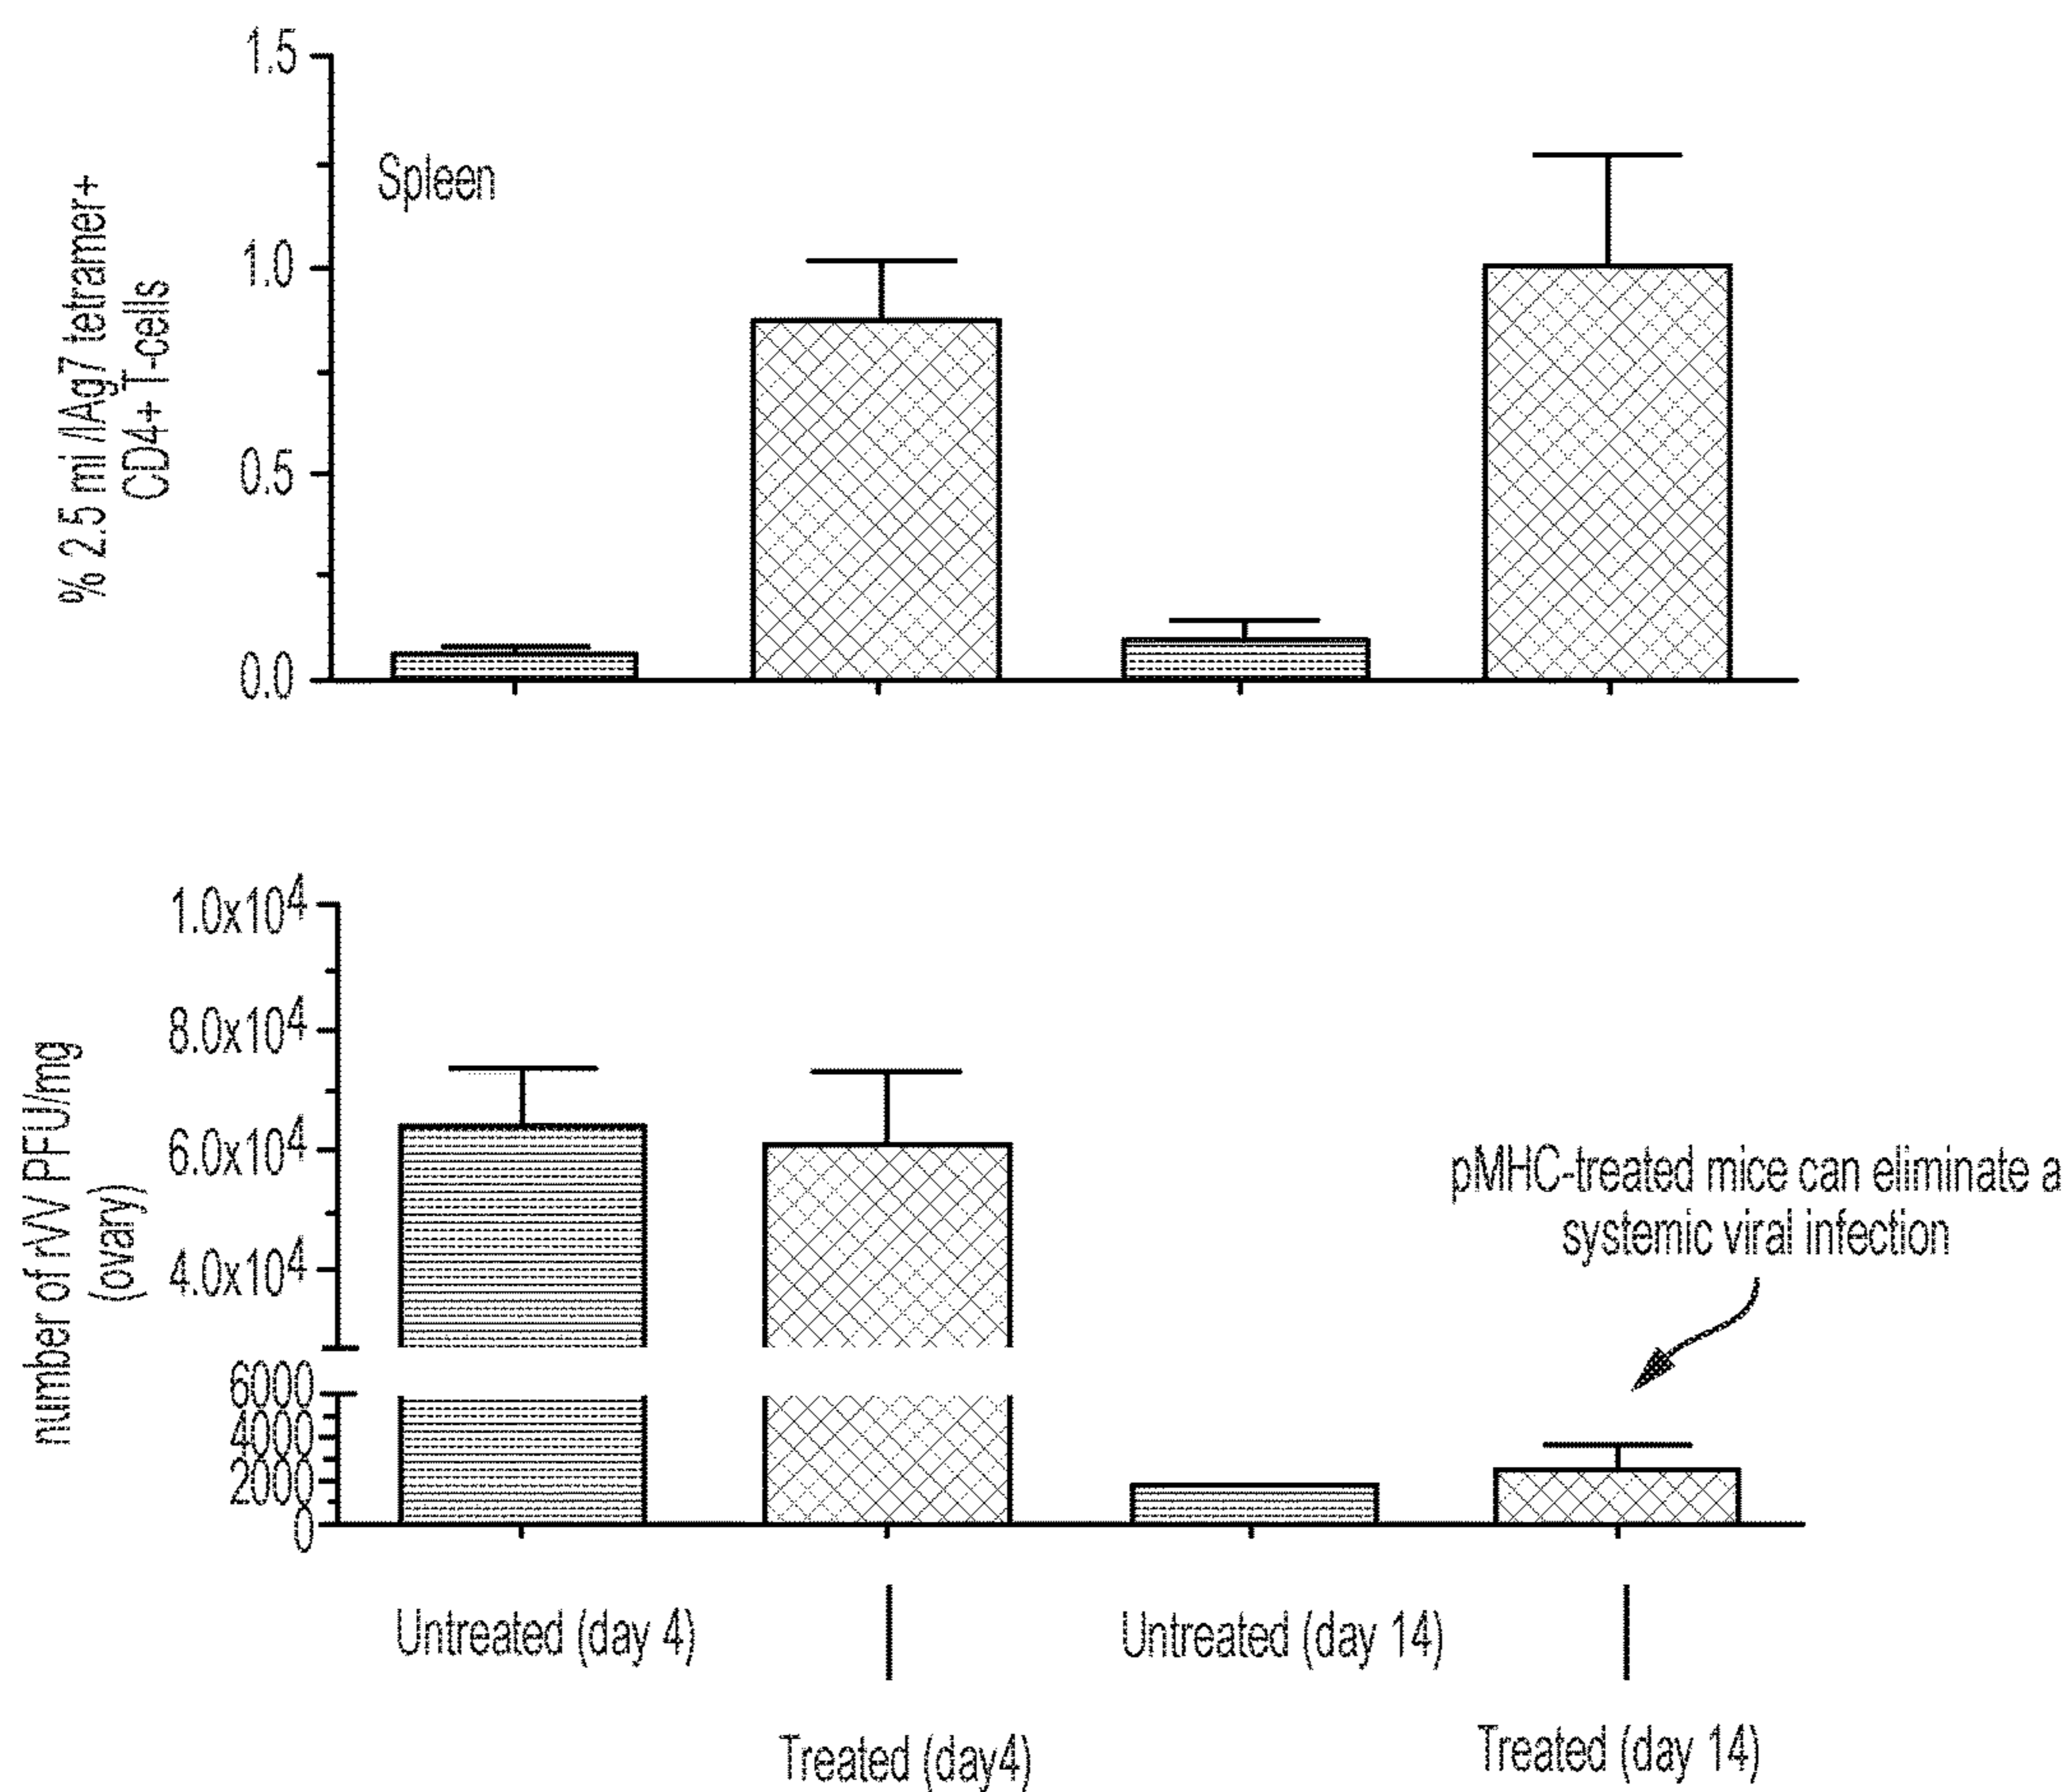 1.5
Spleen
1.0
0.5
0.0
% 2.5 mi /IAg7 tetramer+
CD4+ T-cells
1.0x10⁴
8.0x10⁴
6.0x10⁴
4.0x10⁴
6000
4000
2000
0
number of rVV PFU/mg
(ovary)
pMHC-treated mice can eliminate a
systemic viral infection
Untreated (day 4)
Untreated (day 14)
Treated (day4)
Treated (day 14)